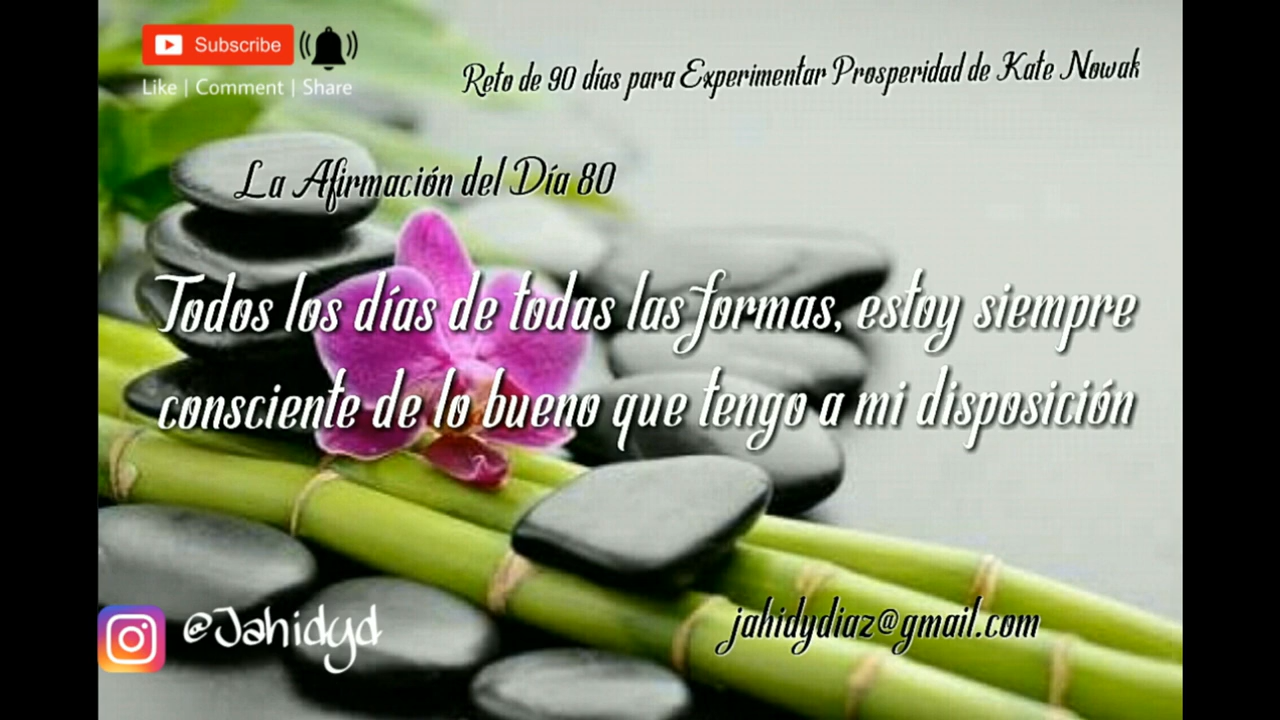 Subscribe
Like | Comment | Share
Reto de 90 días para Experimentar Prosperidad de Kate Nowak
La Afirmación del Día 80
Todos los días de todas las formas, estoy siempre
consciente de lo bueno que tengo a mi disposición
@Jahidyd
jahidydiaz@gmail.com